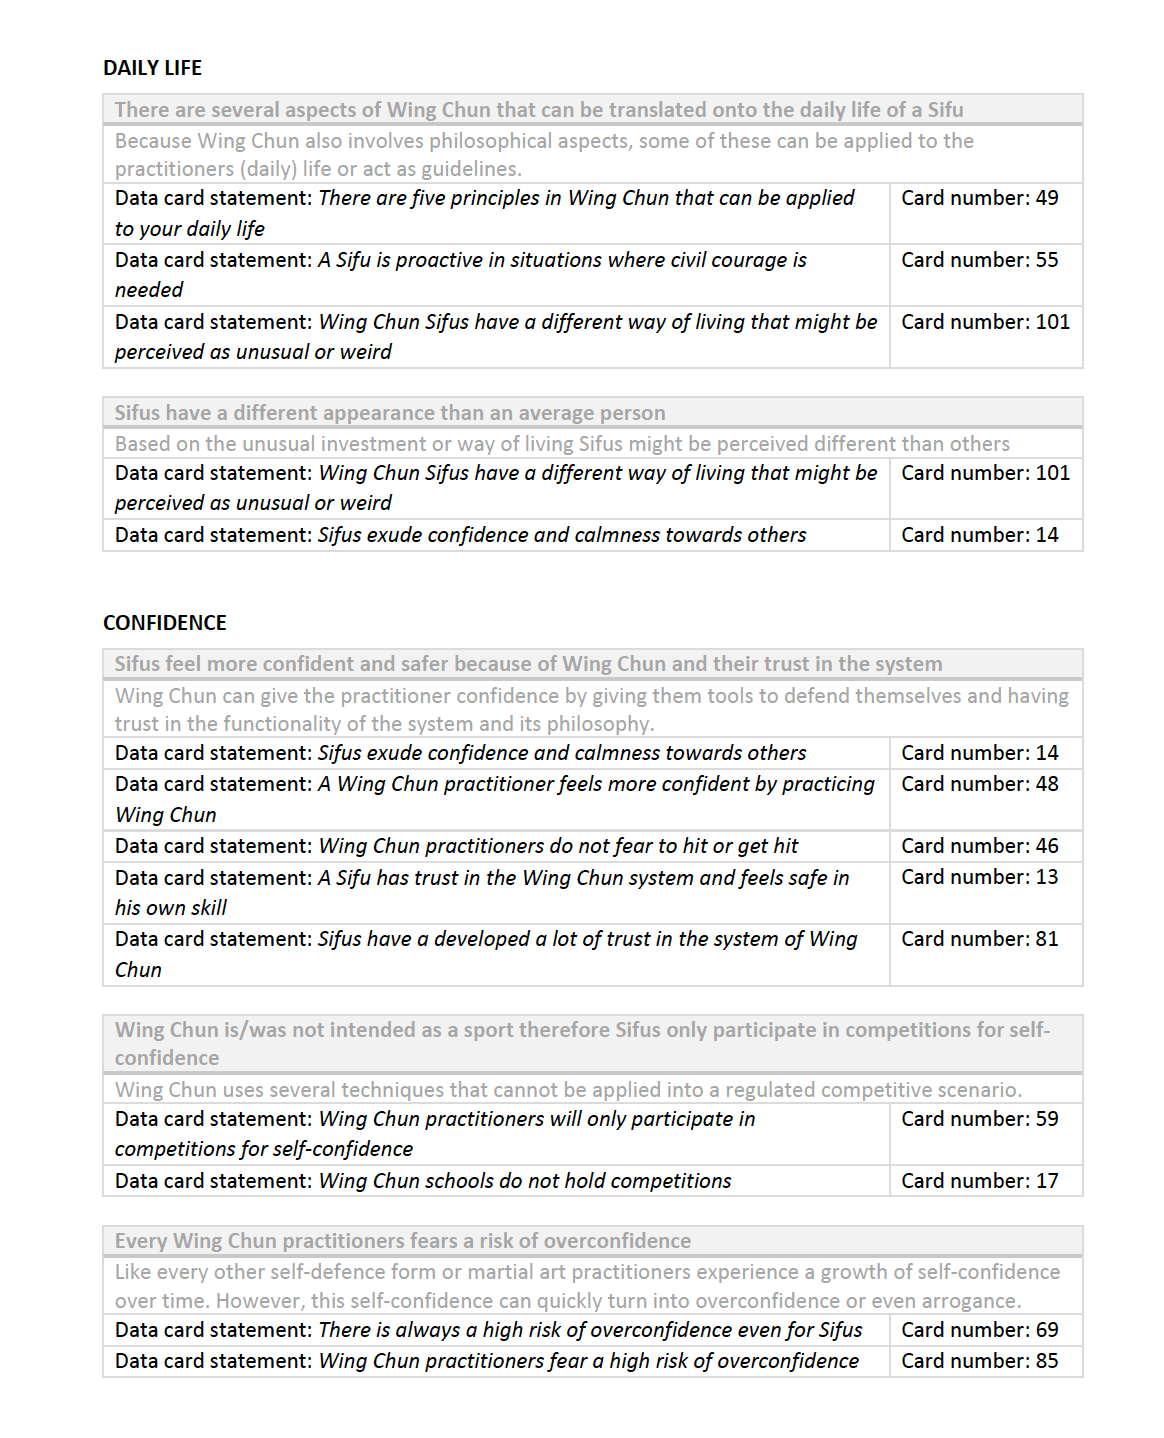 DAILY LIFE
There are several aspects of Wing Chun that can be translated onto the daily life of a Sifu
Because Wing Chun also involves philosophical aspects, some of these can be applied to the
practitioners (daily) life or act as guidelines.
Data card statement: There are five principles in Wing Chun that can be applied Card number: 49
to your daily life
Data card statement: A Sifu is proactive in situations where civil courage is Card number: 55
needed
Data card statement: Wing Chun Sifus have a different way of living that might be Card number: 101
perceived as unusual or weird
Sifus have a different appearance than an average person
Based on the unusual investment or way of living Sifus might be perceived different than others
Data card statement: Wing Chun Sifus have a different way of living that might be Card number: 101
perceived as unusual or weird
Data card statement: Sifus exude confidence and calmness towards others Card number: 14
CONFIDENCE
Sifus feel more confident and safer because of Wing Chun and their trust in the system
Wing Chun can give the practitioner confidence by giving them tools to defend themselves and having
trust in the functionality of the system and its philosophy.
Data card statement: Sifus exude confidence and calmness towards others Card number: 14
Data card statement: A Wing Chun practitioner feels more confident by practicing Card number: 48
Wing Chun
Data card statement: Wing Chun practitioners do not fear to hit or get hit Card number: 46
Data card statement: A Sifu has trust in the Wing Chun system and feels safe in Card number: 13
his own skill
Data card statement: Sifus have a developed a lot of trust in the system of Wing Card number: 81
Chun
Wing Chun is/was not intended as a sport therefore Sifus only participate in competitions for self-
confidence
Wing Chun uses several techniques that cannot be applied into a regulated competitive scenario.
Data card statement: Wing Chun practitioners will only participate in Card number: 59
competitions for self-confidence
Data card statement: Wing Chun schools do not hold competitions Card number: 17
Every Wing Chun practitioners fears a risk of overconfidence
Like every other self-defence form or martial art practitioners experience a growth of self-confidence
over time. However, this self-confidence can quickly turn into overconfidence or even arrogance.
Data card statement: There is always a high risk of overconfidence even for Sifus Card number: 69
Data card statement: Wing Chun practitioners fear a high risk of overconfidence Card number: 85